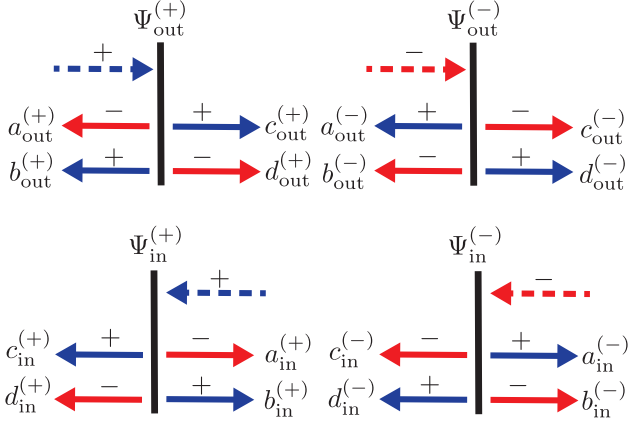 Ψ_out^(+) Ψ_out^(−)
+ −
a_out^(+) − + c_out^(+) a_out^(−) + − c_out^(−)
b_out^(+) + − d_out^(+) b_out^(−) − + d_out^(−)
Ψ_in^(+) Ψ_in^(−)
+ −
c_in^(+) + − a_in^(+) c_in^(−) − + a_in^(−)
d_in^(+) − + b_in^(+) d_in^(−) + − b_in^(−)